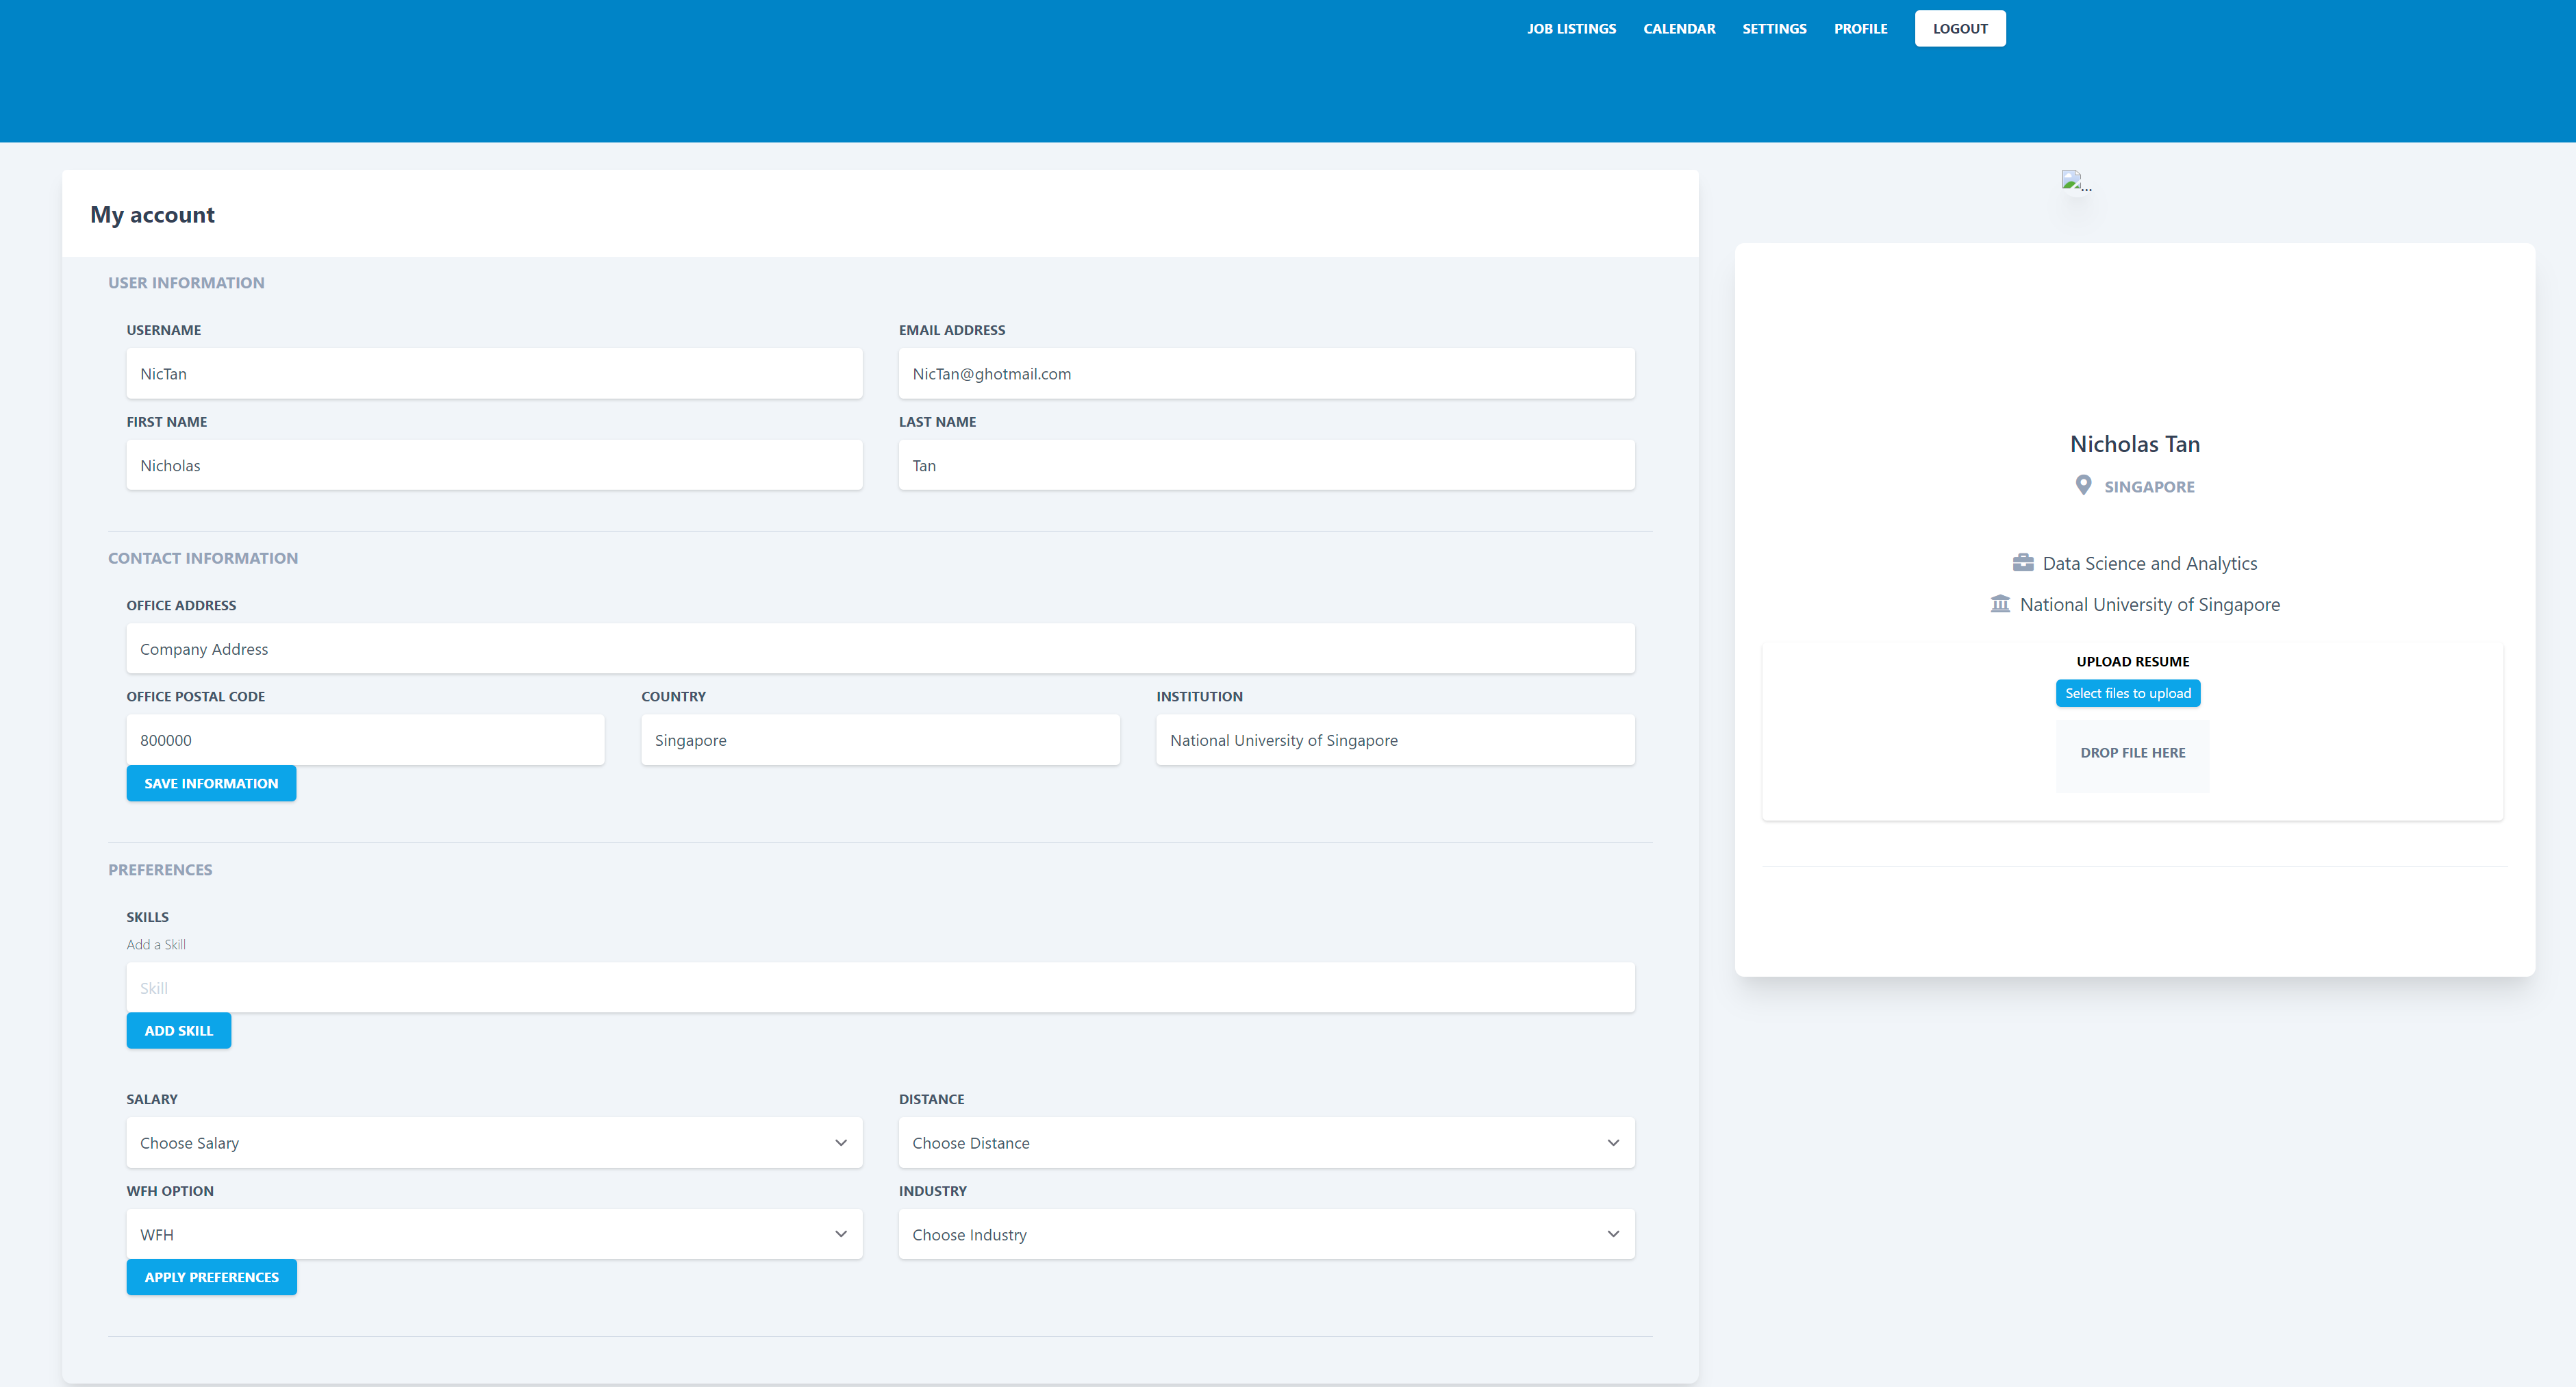 JOB LISTINGS CALENDAR SETTINGS PROFILE LOGOUT
My account
USER INFORMATION
USERNAME EMAIL ADDRESS
NicTan NicTan@ghotmail.com
FIRST NAME LAST NAME
Nicholas Tan
CONTACT INFORMATION
OFFICE ADDRESS
Company Address
OFFICE POSTAL CODE COUNTRY INSTITUTION
800000 Singapore National University of Singapore
SAVE INFORMATION
PREFERENCES
SKILLS
Add a Skill
Skill
ADD SKILL
SALARY DISTANCE
Choose Salary Choose Distance
WFH OPTION INDUSTRY
WFH Choose Industry
APPLY PREFERENCES
...
Nicholas Tan
SINGAPORE
Data Science and Analytics
National University of Singapore
UPLOAD RESUME
Select files to upload
DROP FILE HERE